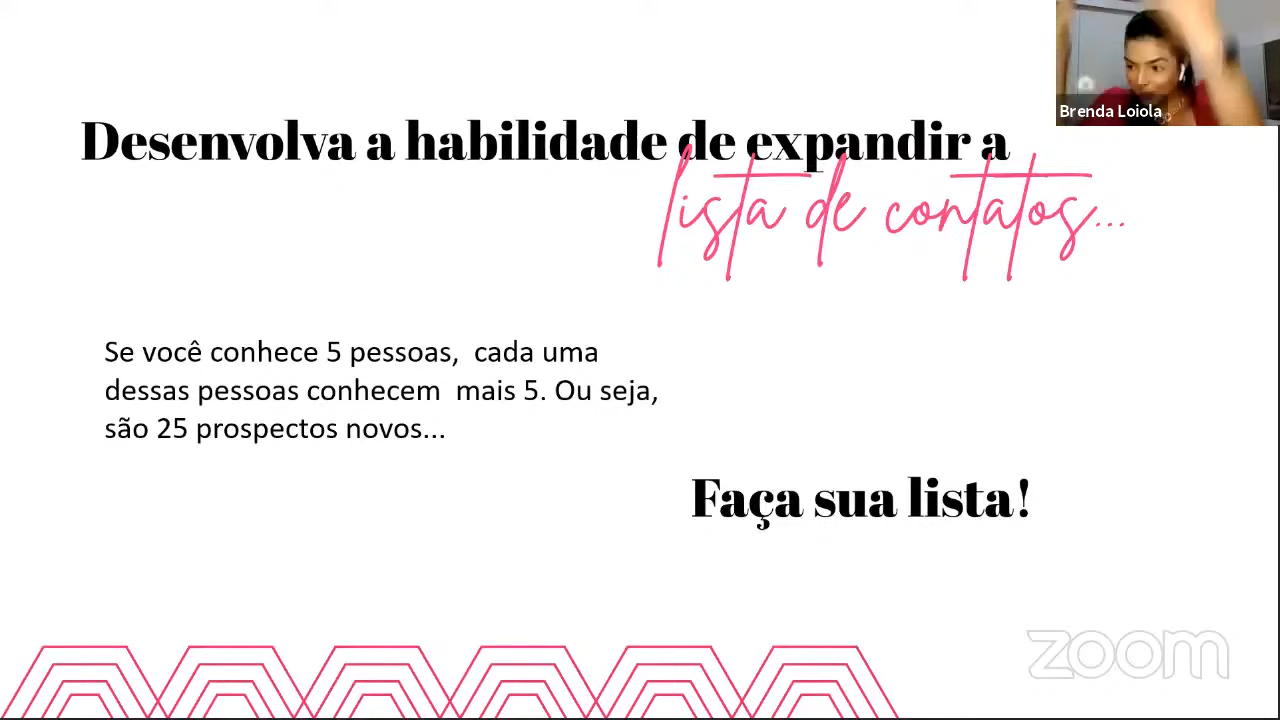 Brenda Loiola
Desenvolva a habilidade de expandir a
lista de contatos...
Se você conhece 5 pessoas,  cada uma
dessas pessoas conhecem  mais 5. Ou seja,
são 25 prospectos novos...
Faça sua lista!
zoom